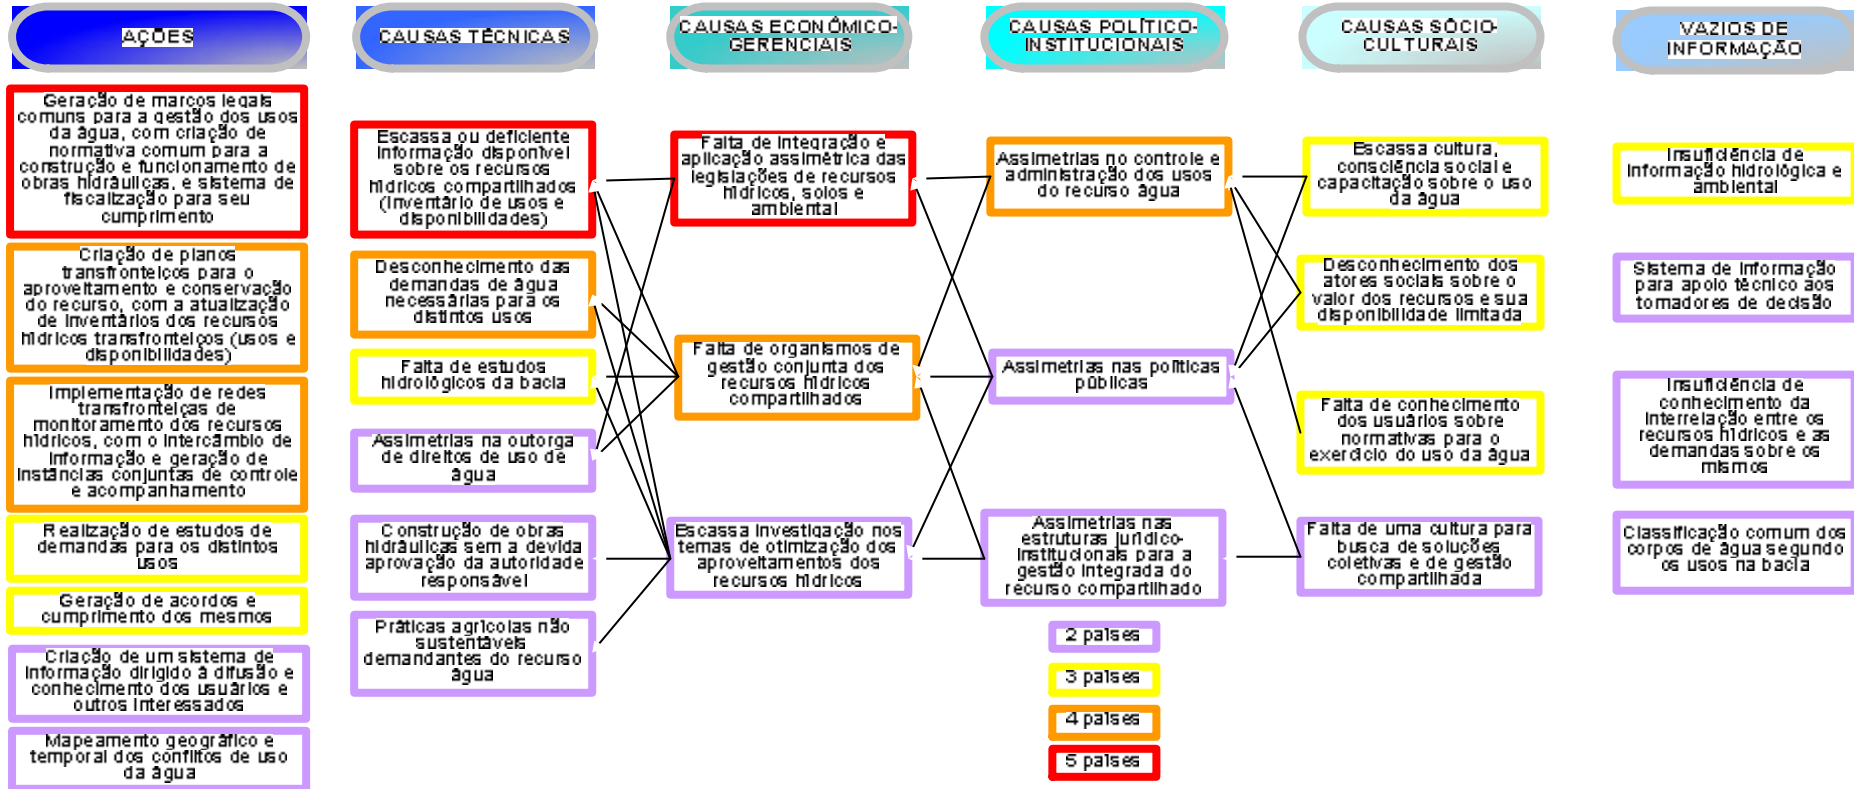 AÇÕES
CAUSAS TÉCNICAS
CAUSAS ECONÔMICO-
GERENCIAIS
CAUSAS POLÍTICO-
INSTITUCIONAIS
CAUSAS SÓCIO-
CULTURAIS
VAZIOS DE
INFORMAÇÃO
Geração de marcos legais
comuns para a gestão dos usos
da água, com criação de
normativa comum para a
construção e funcionamento de
obras hidráulicas, e sistema de
fiscalização para seu
cumprimento
Criação de planos
transfronteiços para o
aproveitamento e conservação
do recurso, com a atualização
de inventários dos recursos
hídricos transfronteiços (usos e
disponibilidades)
Implementação de redes
transfronteiças de
monitoramento dos recursos
hídricos, com o intercâmbio de
informação e geração de
instâncias conjuntas de controle
e acompanhamento
Realização de estudos de
demandas para os distintos
usos
Geração de acordos e
cumprimento dos mesmos
Criação de um sistema de
informação dirigido à difusão e
conhecimento dos usuários e
outros interessados
Mapeamento geográfico e
temporal dos conflitos de uso
da água
Escassa ou deficiente
informação disponível
sobre os recursos
hídricos compartilhados
(inventário de usos e
disponibilidades)
Desconhecimento das
demandas de água
necessárias para os
distintos usos
Falta de estudos
hidrológicos da bacia
Assimetrias na outorga
de direitos de uso de
água
Construção de obras
hidráulicas sem a devida
aprovação da autoridade
responsável
Práticas agrícolas não
sustentáveis
demandantes do recurso
água
Falta de integração e
aplicação assimétrica das
legislações de recursos
hídricos, solos e
ambiental
Falta de organismos de
gestão conjunta dos
recursos hídricos
compartilhados
Escassa investigação nos
temas de otimização dos
aproveitamentos dos
recursos hídricos
Assimetrias no controle e
administração dos usos
do recurso água
Assimetrias nas políticas
públicas
Assimetrias nas
estruturas jurídico-
institucionais para a
gestão integrada do
recurso compartilhado
2 países
3 países
4 países
5 países
Escassa cultura,
consciência social e
capacitação sobre o uso
da água
Desconhecimento dos
atores sociais sobre o
valor dos recursos e sua
disponibilidade limitada
Falta de conhecimento
dos usuários sobre
normativas para o
exercício do uso da água
Falta de uma cultura para
busca de soluções
coletivas e de gestão
compartilhada
Insuficiência de
informação hidrológica e
ambiental
Sistema de informação
para apoio técnico aos
tomadores de decisão
Insuficiência de
conhecimento da
interrelação entre os
recursos hídricos e as
demandas sobre os
mismos
Classificação comum dos
corpos de água segundo
os usos na bacia